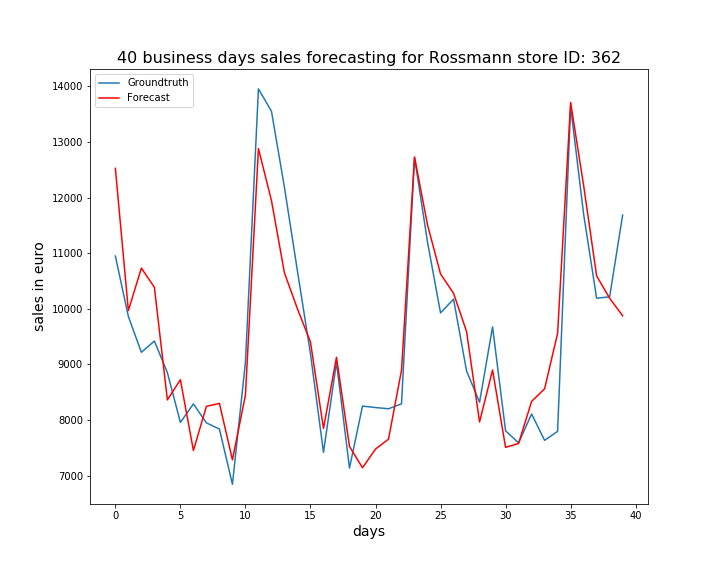 40 business days sales forecasting for Rossmann store ID: 362
Groundtruth
Forecast
14000
13000
12000
11000
10000
9000
8000
7000
sales in euro
0 5 10 15 20 25 30 35 40
days